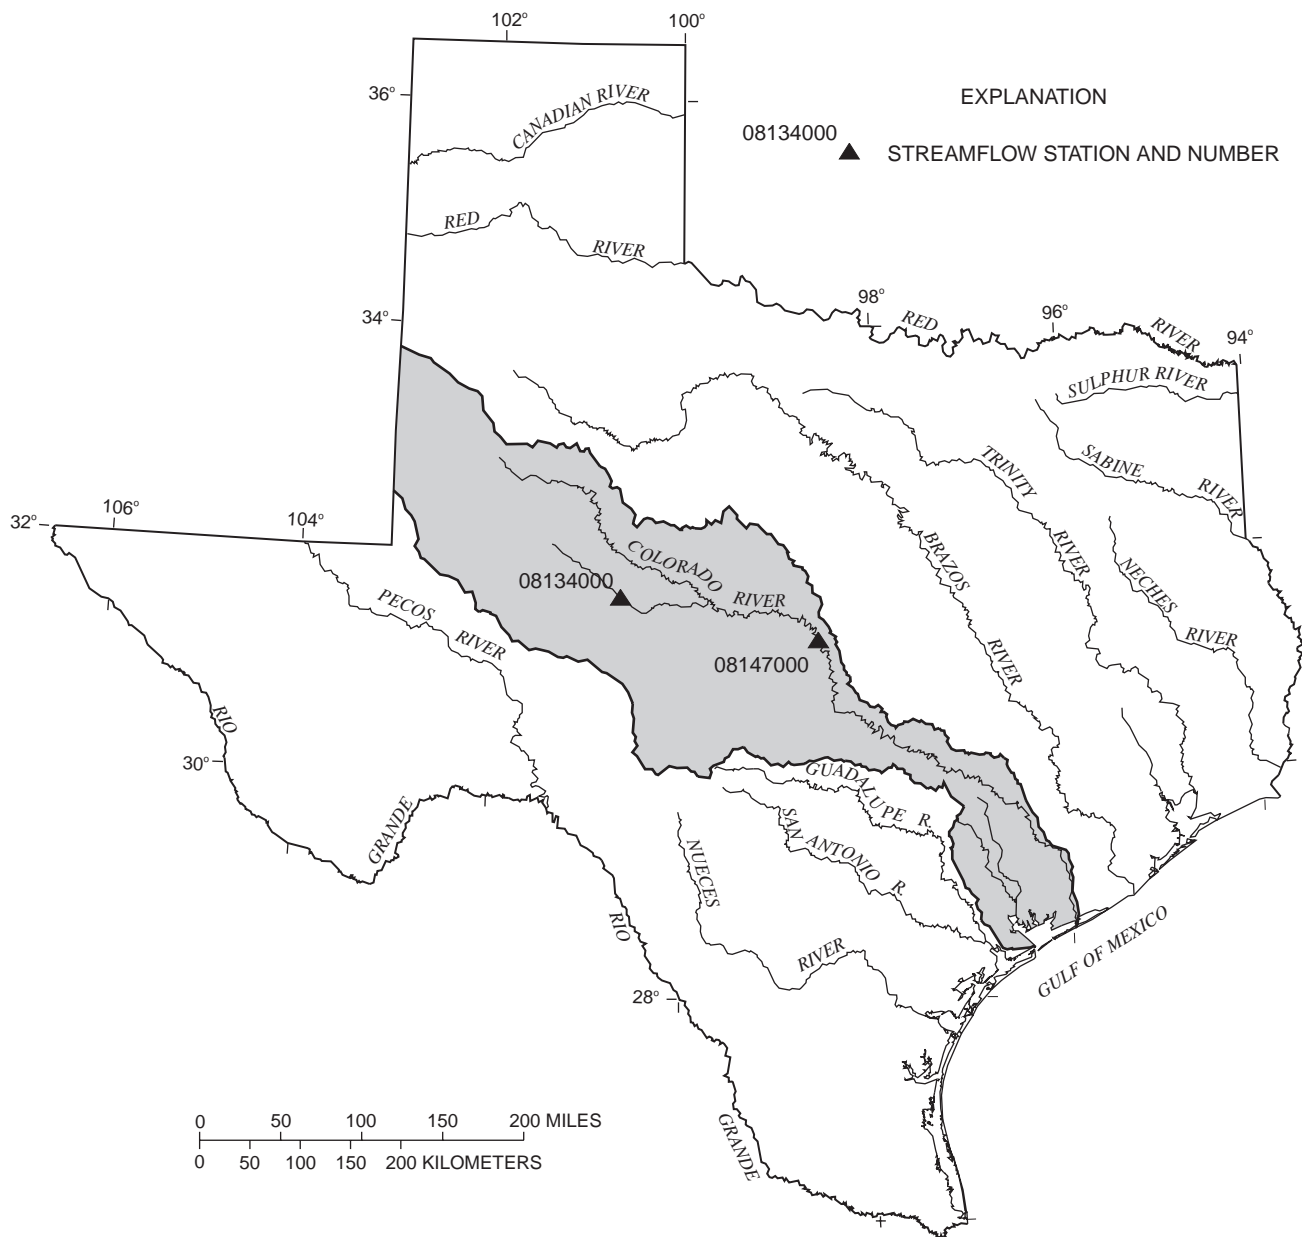 102°
100°
36°
CANADIAN RIVER
EXPLANATION
08134000
STREAMFLOW STATION AND NUMBER
RED
RIVER
34°
98°
RED
96°
RIVER
94°
SULPHUR RIVER
TRINITY
RIVER
SABINE
RIVER
32°
106°
104°
COLORADO
RIVER
BRAZOS
RIVER
NECHES
RIVER
08134000
PECOS
RIVER
08147000
RIO
GRANDE
30°
GUADALUPE R.
SAN ANTONIO R.
NUECES
RIVER
RIO
GRANDE
GULF OF MEXICO
28°
0 50 100 150 200 MILES
0 50 100 150 200 KILOMETERS